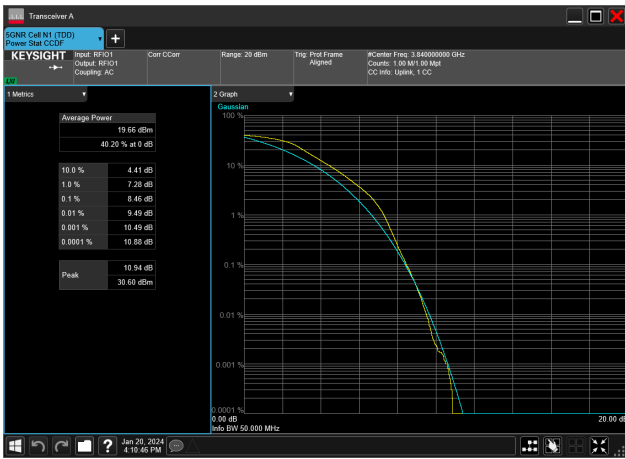 Transceiver A
5GNR Cell N1 (TDD)
Power Stat CCDF
KEYSIGHT
Input: RFIO1
Output: RFIO1
Coupling: AC
Corr CCorr
Range: 20 dBm
Trig: Prot Frame
Aligned
#Center Freq: 3.840000000 GHz
Counts: 1.00 M/1.00 Mpt
CC Info: Uplink, 1 CC
LXI
1 Metrics
Average Power
19.66 dBm
40.20 % at 0 dB
10.0 % 4.41 dB
1.0 % 7.28 dB
0.1 % 8.46 dB
0.01 % 9.49 dB
0.001 % 10.49 dB
0.0001 % 10.88 dB
Peak
10.94 dB
30.60 dBm
2 Graph
Gaussian
100 %
10 %
1 %
0.1 %
0.01 %
0.001 %
0.0001 %
0.00 dB
20.00 dB
Info BW 50.000 MHz
Jan 20, 2024
4:10:46 PM